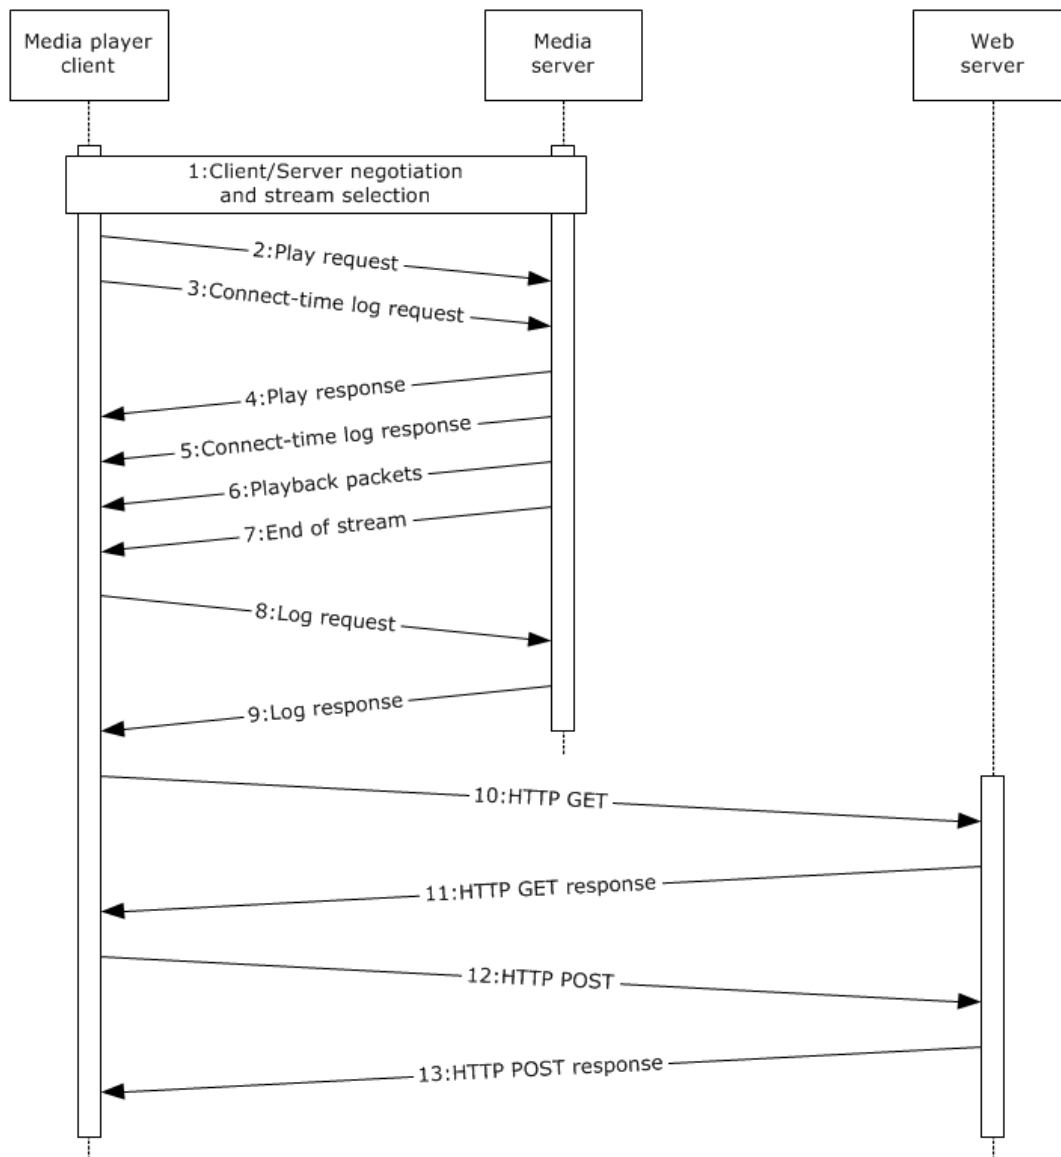 Media player
client
Media
server
Web
server
1:Client/Server negotiation
and stream selection
2:Play request
3:Connect-time log request
4:Play response
5:Connect-time log response
6:Playback packets
7:End of stream
8:Log request
9:Log response
10:HTTP GET
11:HTTP GET response
12:HTTP POST
13:HTTP POST response